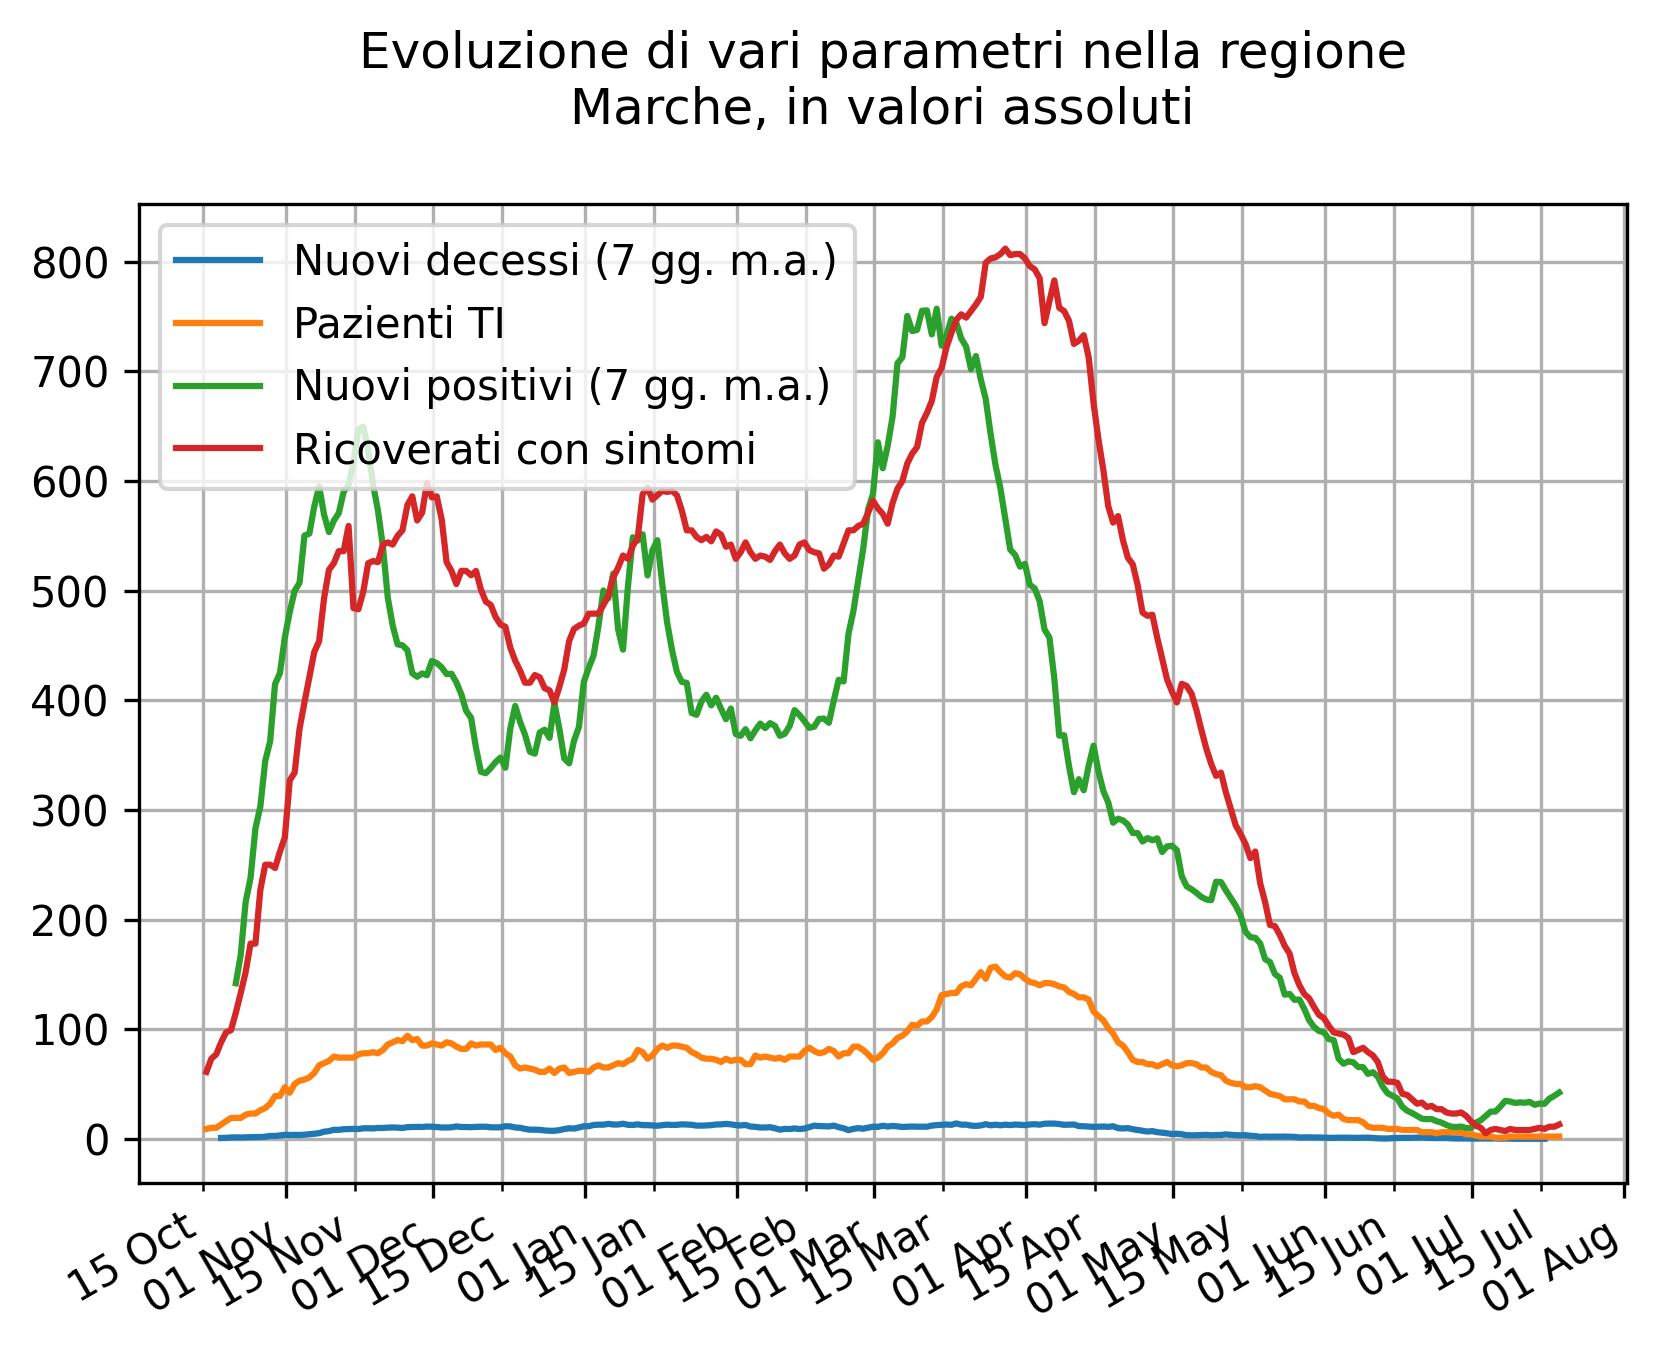 Evoluzione di vari parametri nella regione
Marche, in valori assoluti
Nuovi decessi (7 gg. m.a.)
Pazienti TI
Nuovi positivi (7 gg. m.a.)
Ricoverati con sintomi
800
700
600
500
400
300
200
100
0
15 Oct
01 Nov
15 Nov
01 Dec
15 Dec
01 Jan
15 Jan
01 Feb
15 Feb
01 Mar
15 Mar
01 Apr
15 Apr
01 May
15 May
01 Jun
15 Jun
01 Jul
15 Jul
01 Aug